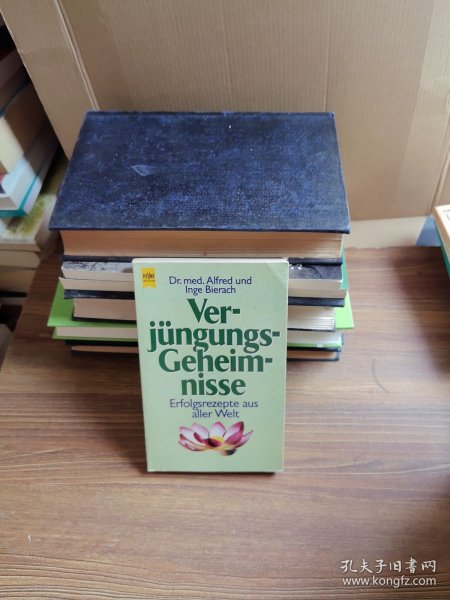 HEYNE
Dr. med. Alfred und
Inge Bierach
Ver-
jüngungs-
Geheim-
nisse
Erfolgsrezepte aus
aller Welt
孔夫子旧书网
www.kongfz.com